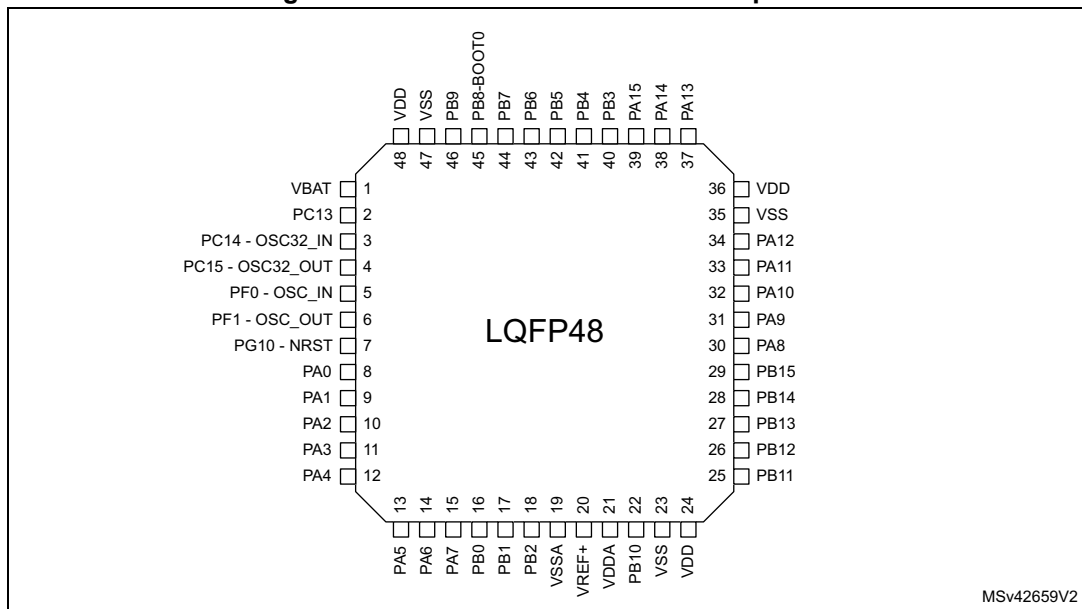 VDD
VSS
PB9
PB8-BOOT0
PB7
PB6
PB5
PB4
PB3
PA15
PA14
PA13
48
47
46
45
44
43
42
41
40
39
38
37
VBAT 1
PC13 2
PC14 - OSC32_IN 3
PC15 - OSC32_OUT 4
PF0 - OSC_IN 5
PF1 - OSC_OUT 6
PG10 - NRST 7
PA0 8
PA1 9
PA2 10
PA3 11
PA4 12
LQFP48
36 VDD
35 VSS
34 PA12
33 PA11
32 PA10
31 PA9
30 PA8
29 PB15
28 PB14
27 PB13
26 PB12
25 PB11
13
14
15
16
17
18
19
20
21
22
23
24
PA5
PA6
PA7
PB0
PB1
PB2
VSSA
VREF+
VDDA
PB10
VSS
VDD
MSv42659V2